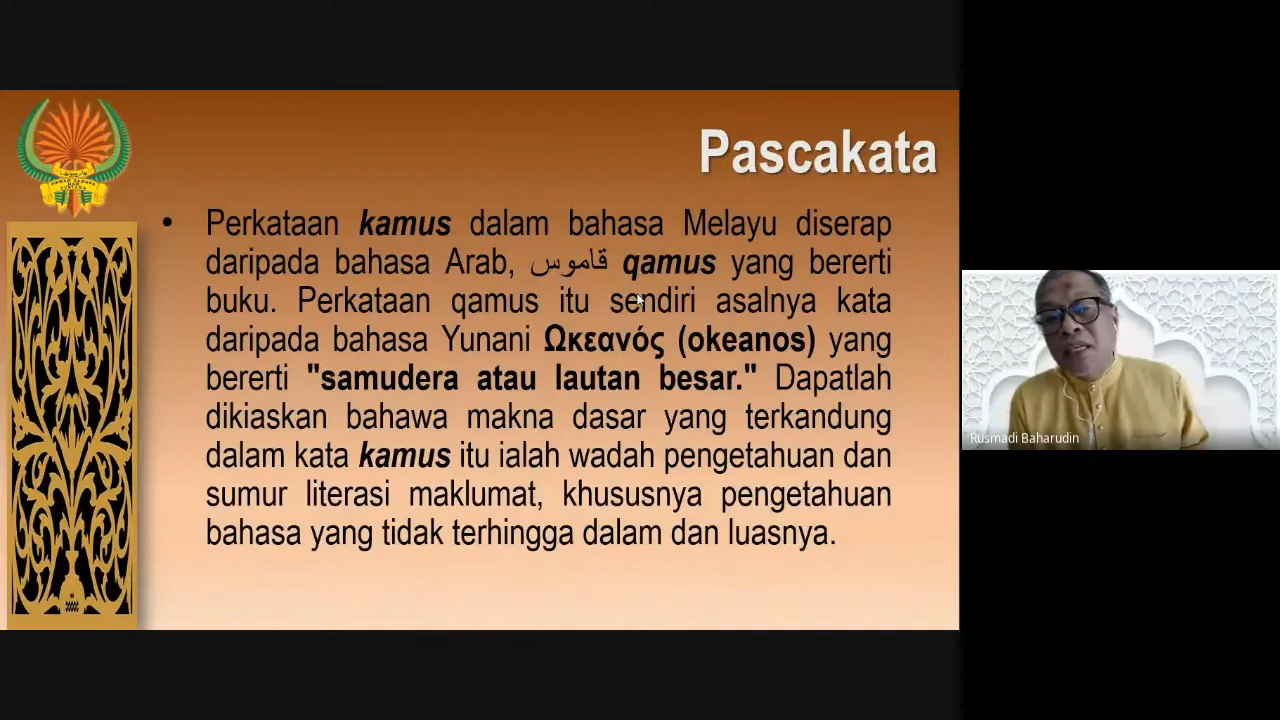 Pascakata
• Perkataan kamus dalam bahasa Melayu diserap
daripada bahasa Arab, قاموس qamus yang bererti
buku. Perkataan qamus itu sendiri asalnya kata
daripada bahasa Yunani Ωκεανός (okeanos) yang
bererti "samudera atau lautan besar." Dapatlah
dikiaskan bahawa makna dasar yang terkandung
dalam kata kamus itu ialah wadah pengetahuan dan
sumur literasi maklumat, khususnya pengetahuan
bahasa yang tidak terhingga dalam dan luasnya.
Rusmadi Baharudin